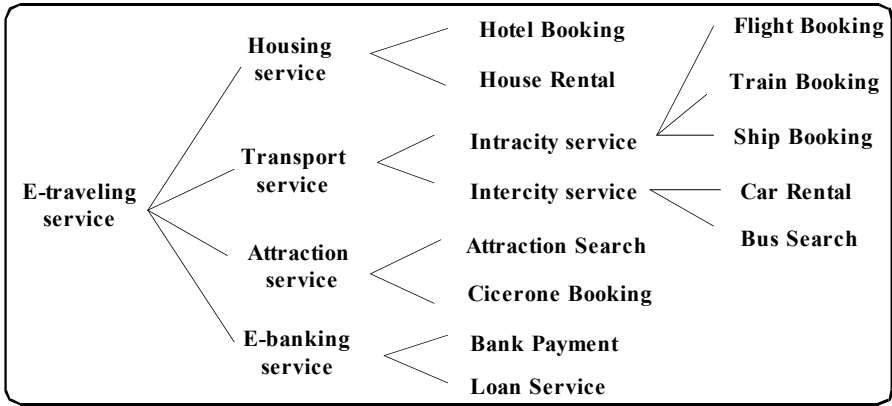 E-traveling
service
Housing
service
Hotel Booking
House Rental
Transport
service
Intracity service
Flight Booking
Train Booking
Ship Booking
Intercity service
Car Rental
Bus Search
Attraction
service
Attraction Search
Cicerone Booking
E-banking
service
Bank Payment
Loan Service